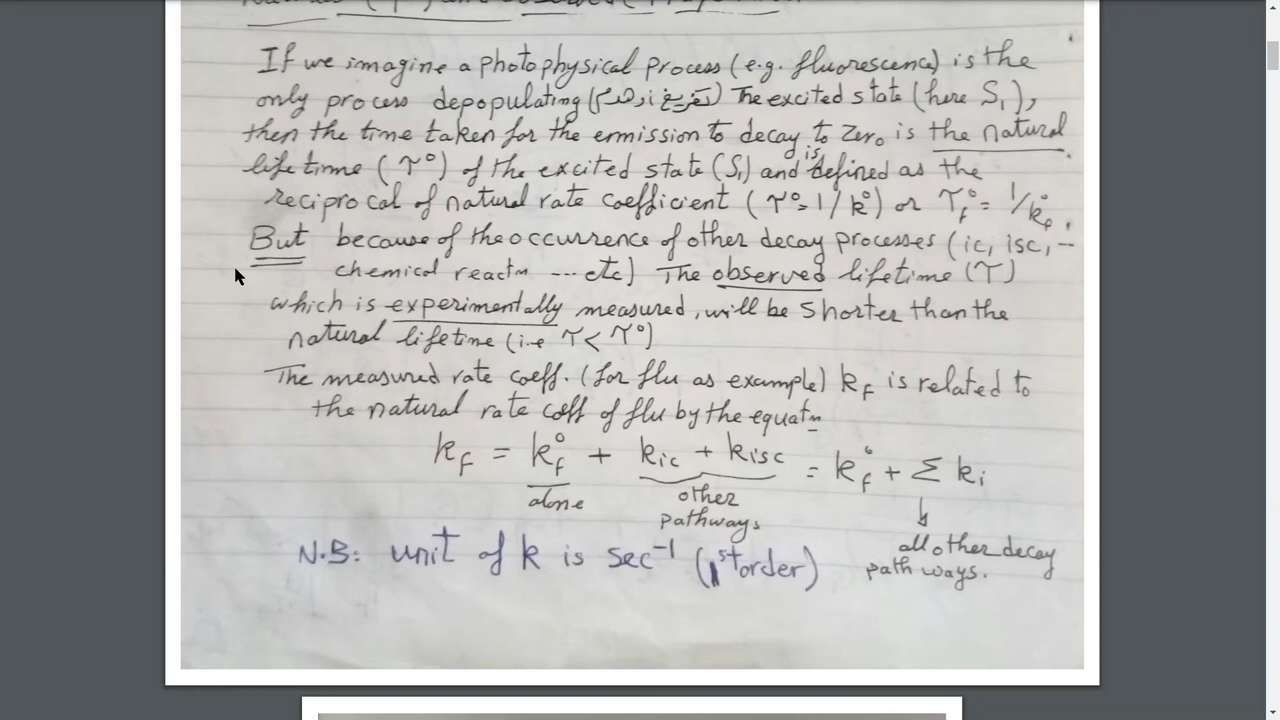 If we imagine a photophysical process (e.g. fluorescence) is the
only process depopulating (تفريغ او هدم) The excited state (here S₁),
then the time taken for the emission to decay to zero is the natural
life time (τ°) of the excited state (S₁) and is defined as the
reciprocal of natural rate coefficient (τ° = 1/k°) or τ°f = 1/k°f.
But because of the occurrence of other decay processes (ic, isc, --
chemical reactn --- etc) The observed lifetime (τ)
which is experimentally measured, will be shorter than the
natural lifetime (i.e τ < τ°)
The measured rate coeff. (for flu as example) kF is related to
the natural rate coeff of flu by the equatn
kF = k°f + kic + kisc = k°f + Σ ki
alone other pathways
all other decay path ways.
N.B: unit of k is sec⁻¹ (1st order)